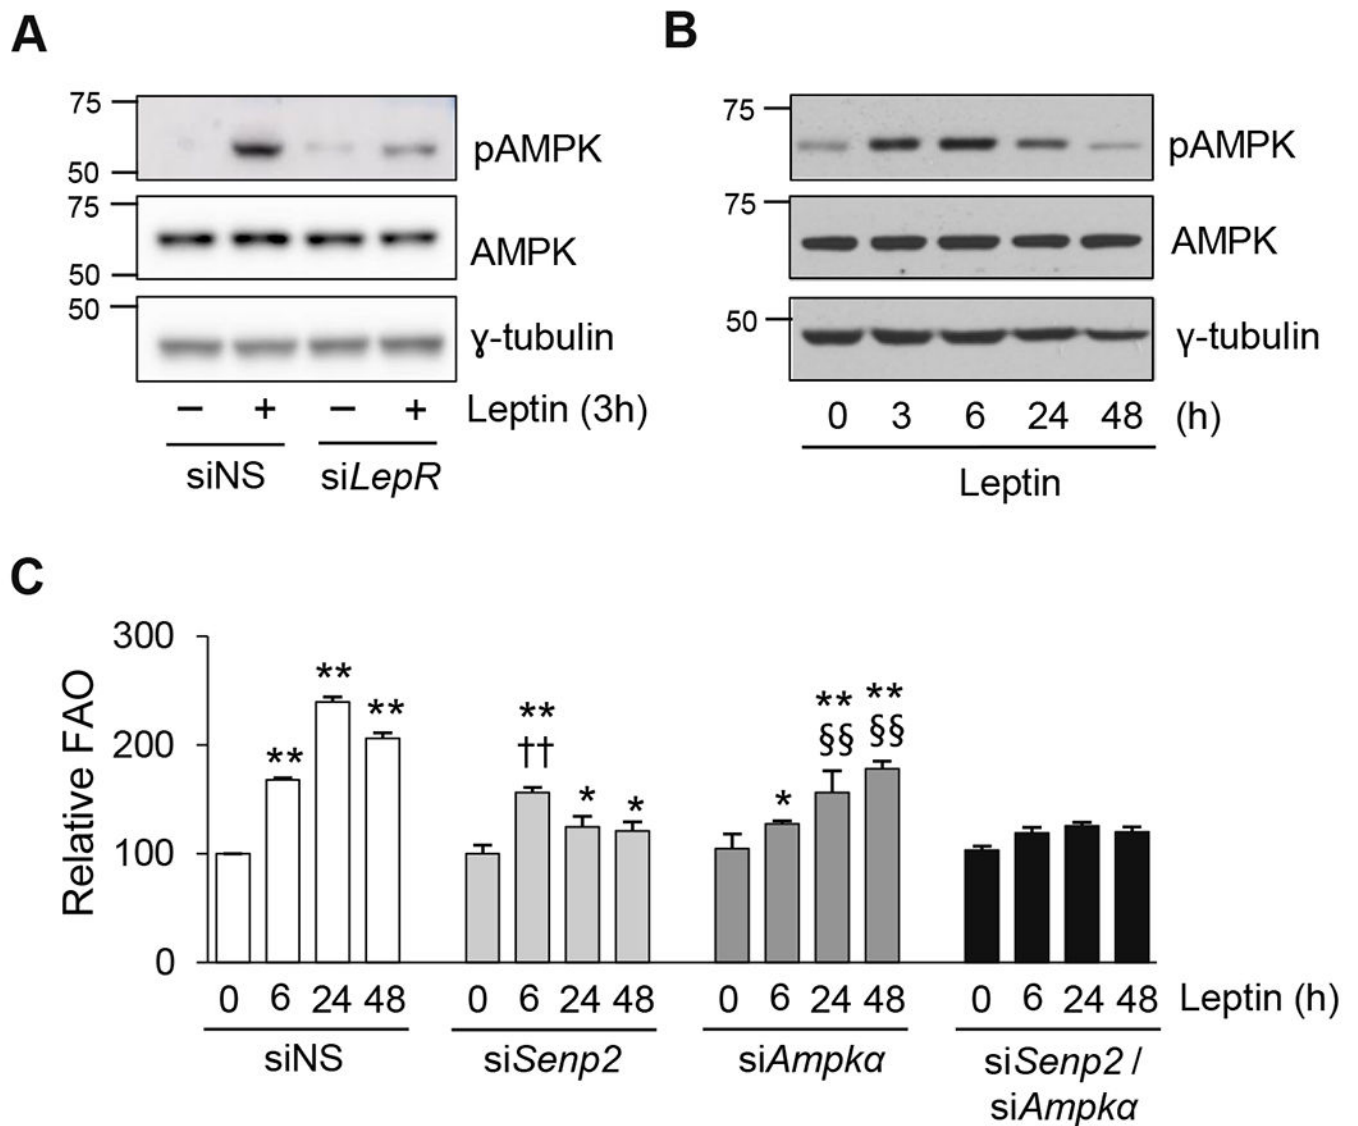 A
75
50
pAMPK
75
50
AMPK
50
ɣ-tubulin
− + − + Leptin (3h)
siNS siLepR
B
75
pAMPK
75
AMPK
50
γ-tubulin
0 3 6 24 48 (h)
Leptin
C
Relative FAO
300
200
100
0
** ** **
** †† * *
* ** §§ ** §§
0 6 24 48 0 6 24 48 0 6 24 48 0 6 24 48 Leptin (h)
siNS siSenp2 siAmpkα siSenp2 /
siAmpkα